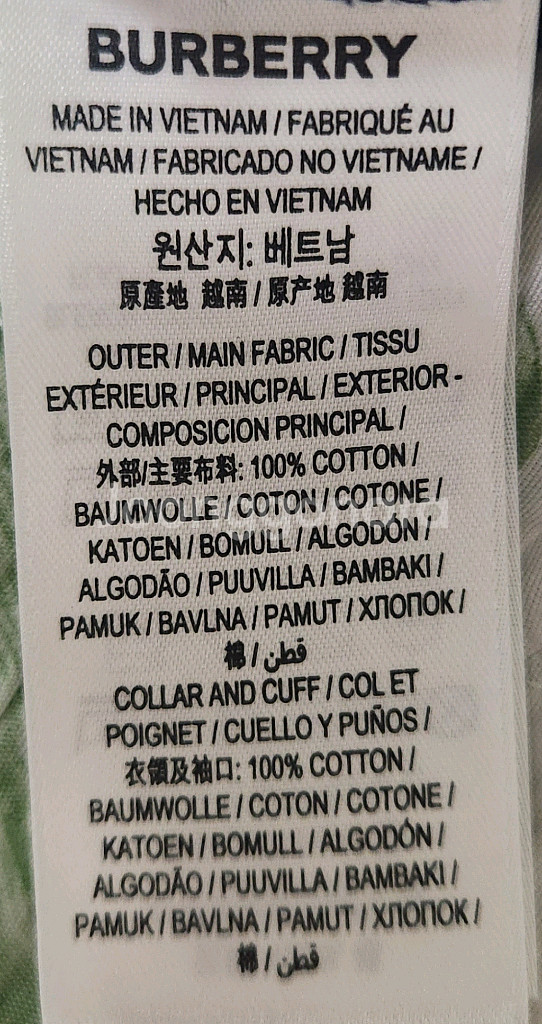 BURBERRY
MADE IN VIETNAM / FABRIQUÉ AU
VIETNAM / FABRICADO NO VIETNAME /
HECHO EN VIETNAM
원산지: 베트남
原產地 越南 / 原产地 越南
OUTER / MAIN FABRIC / TISSU
EXTÉRIEUR / PRINCIPAL / EXTERIOR -
COMPOSICION PRINCIPAL /
外部/主要布料: 100% COTTON /
BAUMWOLLE / COTON / COTONE /
KATOEN / BOMULL / ALGODÓN /
ALGODÃO / PUUVILLA / BAMBAKI /
PAMUK / BAVLNA / PAMUT / ХЛОПОК /
棉 / قطن
COLLAR AND CUFF / COL ET
POIGNET / CUELLO Y PUÑOS /
衣領及袖口: 100% COTTON /
BAUMWOLLE / COTON / COTONE /
KATOEN / BOMULL / ALGODÓN /
ALGODÃO / PUUVILLA / BAMBAKI /
PAMUK / BAVLNA / PAMUT / ХЛОПОК /
棉 / قطن